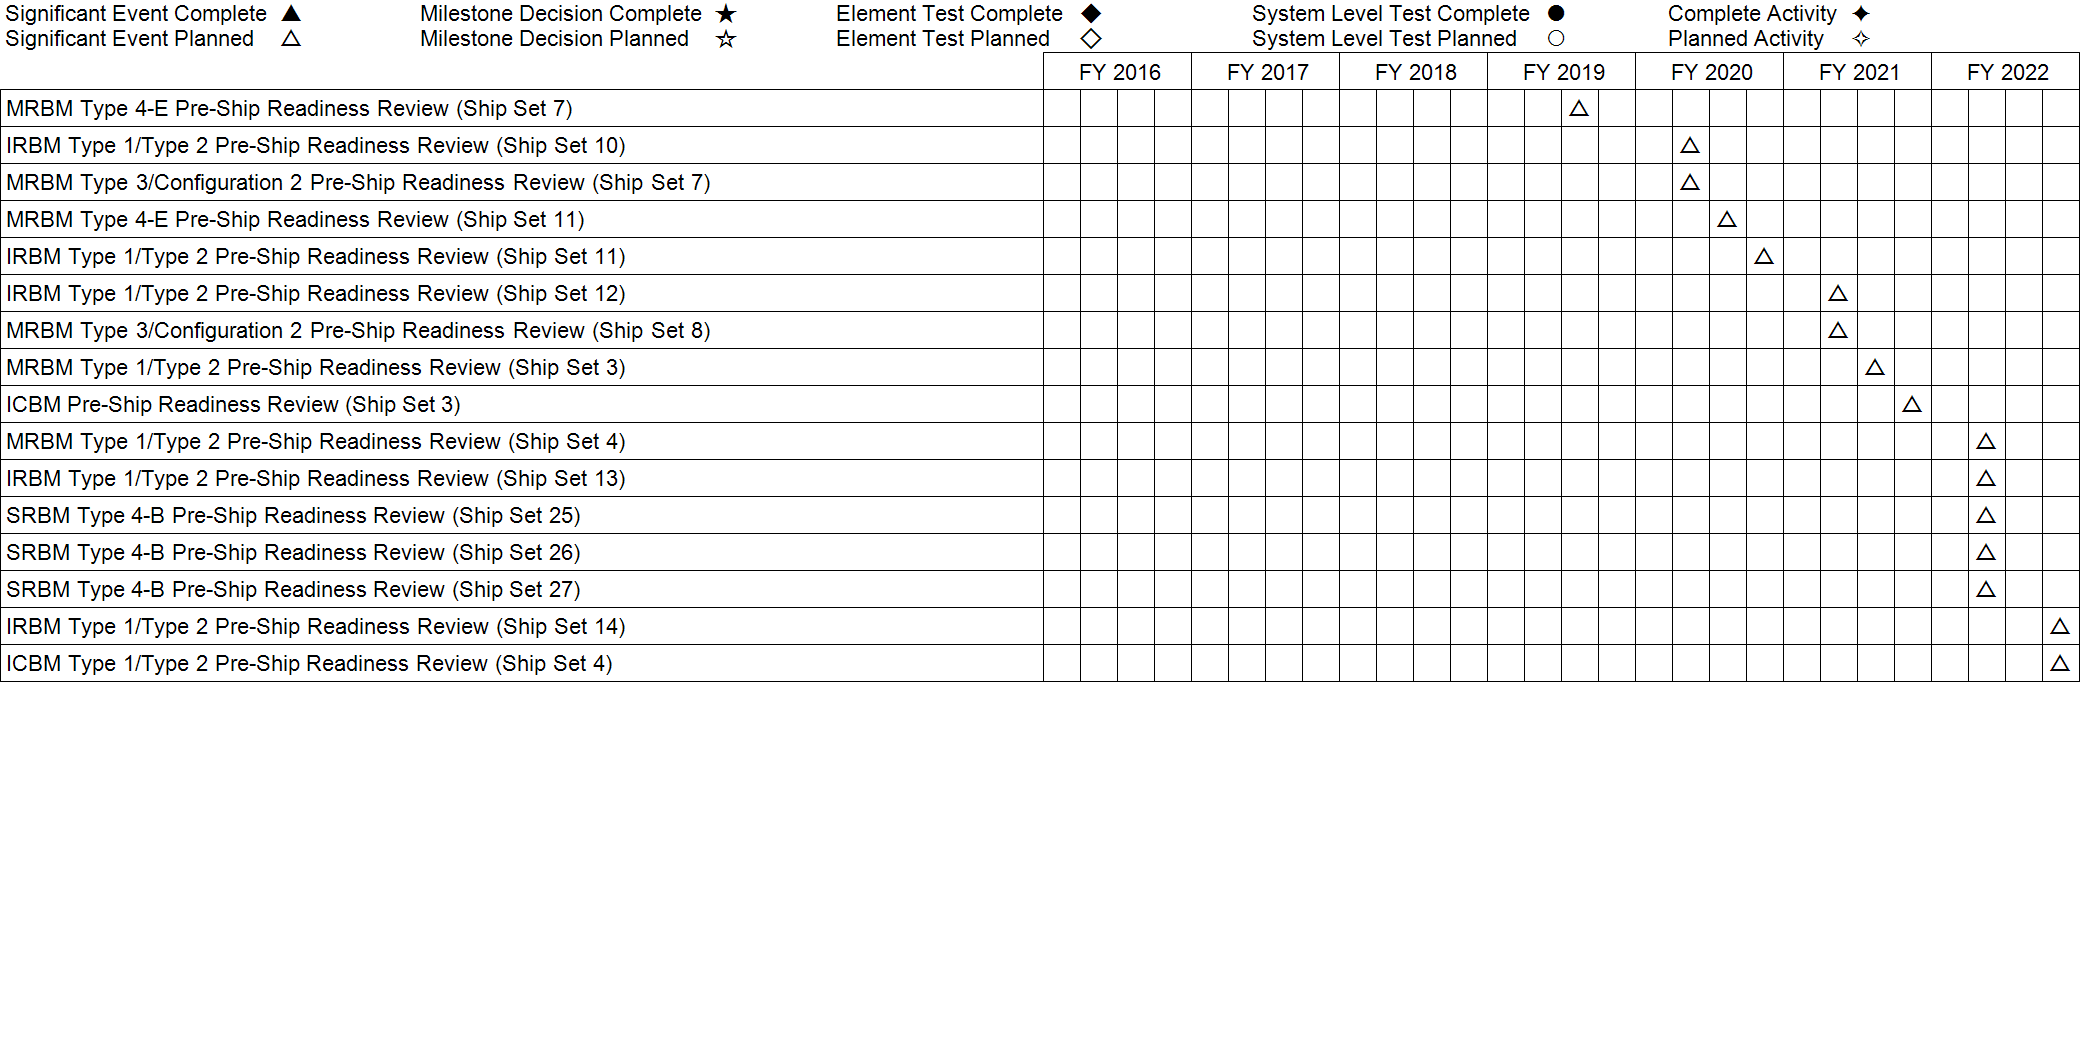 Significant Event Complete ▲ Milestone Decision Complete ★ Element Test Complete ◆ System Level Test Complete ● Complete Activity ✦
Significant Event Planned △ Milestone Decision Planned ☆ Element Test Planned ◇ System Level Test Planned ○ Planned Activity ✧
FY 2016 FY 2017 FY 2018 FY 2019 FY 2020 FY 2021 FY 2022
MRBM Type 4-E Pre-Ship Readiness Review (Ship Set 7) △
IRBM Type 1/Type 2 Pre-Ship Readiness Review (Ship Set 10) △
MRBM Type 3/Configuration 2 Pre-Ship Readiness Review (Ship Set 7) △
MRBM Type 4-E Pre-Ship Readiness Review (Ship Set 11) △
IRBM Type 1/Type 2 Pre-Ship Readiness Review (Ship Set 11) △
IRBM Type 1/Type 2 Pre-Ship Readiness Review (Ship Set 12) △
MRBM Type 3/Configuration 2 Pre-Ship Readiness Review (Ship Set 8) △
MRBM Type 1/Type 2 Pre-Ship Readiness Review (Ship Set 3) △
ICBM Pre-Ship Readiness Review (Ship Set 3) △
MRBM Type 1/Type 2 Pre-Ship Readiness Review (Ship Set 4) △
IRBM Type 1/Type 2 Pre-Ship Readiness Review (Ship Set 13) △
SRBM Type 4-B Pre-Ship Readiness Review (Ship Set 25) △
SRBM Type 4-B Pre-Ship Readiness Review (Ship Set 26) △
SRBM Type 4-B Pre-Ship Readiness Review (Ship Set 27) △
IRBM Type 1/Type 2 Pre-Ship Readiness Review (Ship Set 14) △
ICBM Type 1/Type 2 Pre-Ship Readiness Review (Ship Set 4) △